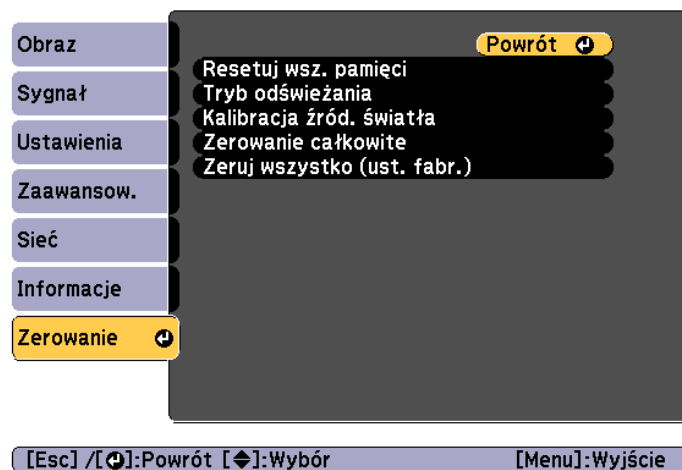 Obraz
Sygnał
Ustawienia
Zaawansow.
Sieć
Informacje
Zerowanie
Powrót
Resetuj wsz. pamięci
Tryb odświeżania
Kalibracja źród. światła
Zerowanie całkowite
Zeruj wszystko (ust. fabr.)
[Esc] /[⏎]:Powrót [◆]:Wybór [Menu]:Wyjście